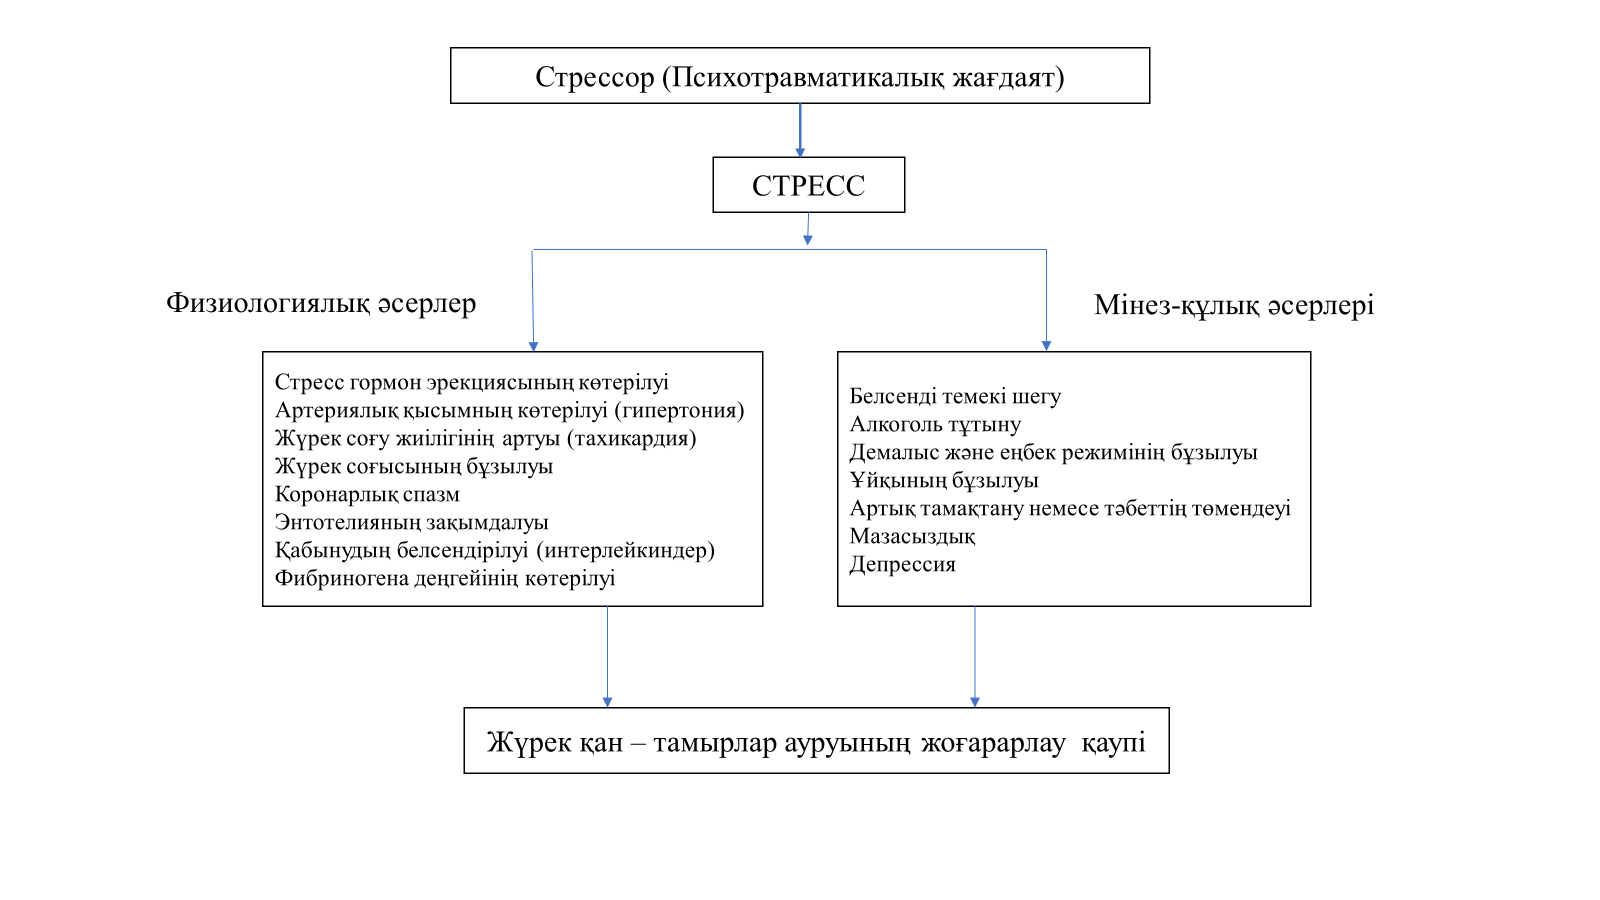 Стрессор (Психотравматикалық жағдаят)
СТРЕСС
Физиологиялық әсерлер
Мінез-құлық әсерлері
Стресс гормон эрекциясының көтерілуі
Артериялық қысымның көтерілуі (гипертония)
Жүрек соғу жиілігінің артуы (тахикардия)
Жүрек соғысының бұзылуы
Коронарлық спазм
Энтотелияның зақымдалуы
Қабынудың белсендірілуі (интерлейкиндер)
Фибриногена деңгейінің көтерілуі
Белсенді темекі шегу
Алкоголь тұтыну
Демалыс және еңбек режимінің бұзылуы
Ұйқының бұзылуы
Артық тамақтану немесе тәбеттің төмендеуі
Мазасыздық
Депрессия
Жүрек қан – тамырлар ауруының жоғарарлау қаупі